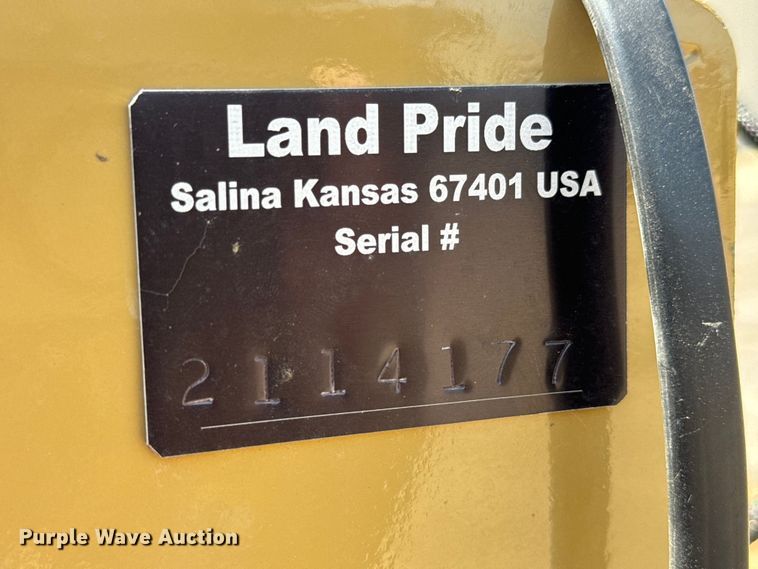 Land Pride
Salina Kansas 67401 USA
Serial #
2114177
Purple Wave Auction